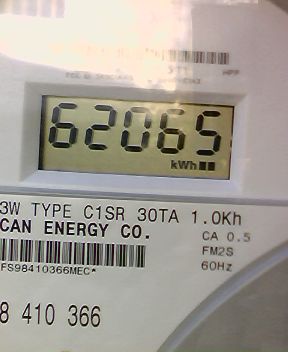 62065
kWh
3W TYPE C1SR 30TA 1.0Kh
CAN ENERGY CO.
CA 0.5
FM2S
FS98410366MEC*
60Hz
8 410 366